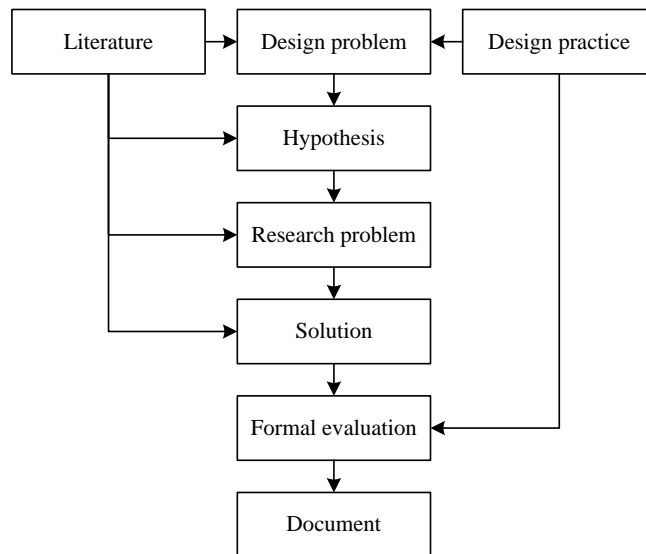 Literature
Design problem
Design practice
Hypothesis
Research problem
Solution
Formal evaluation
Document